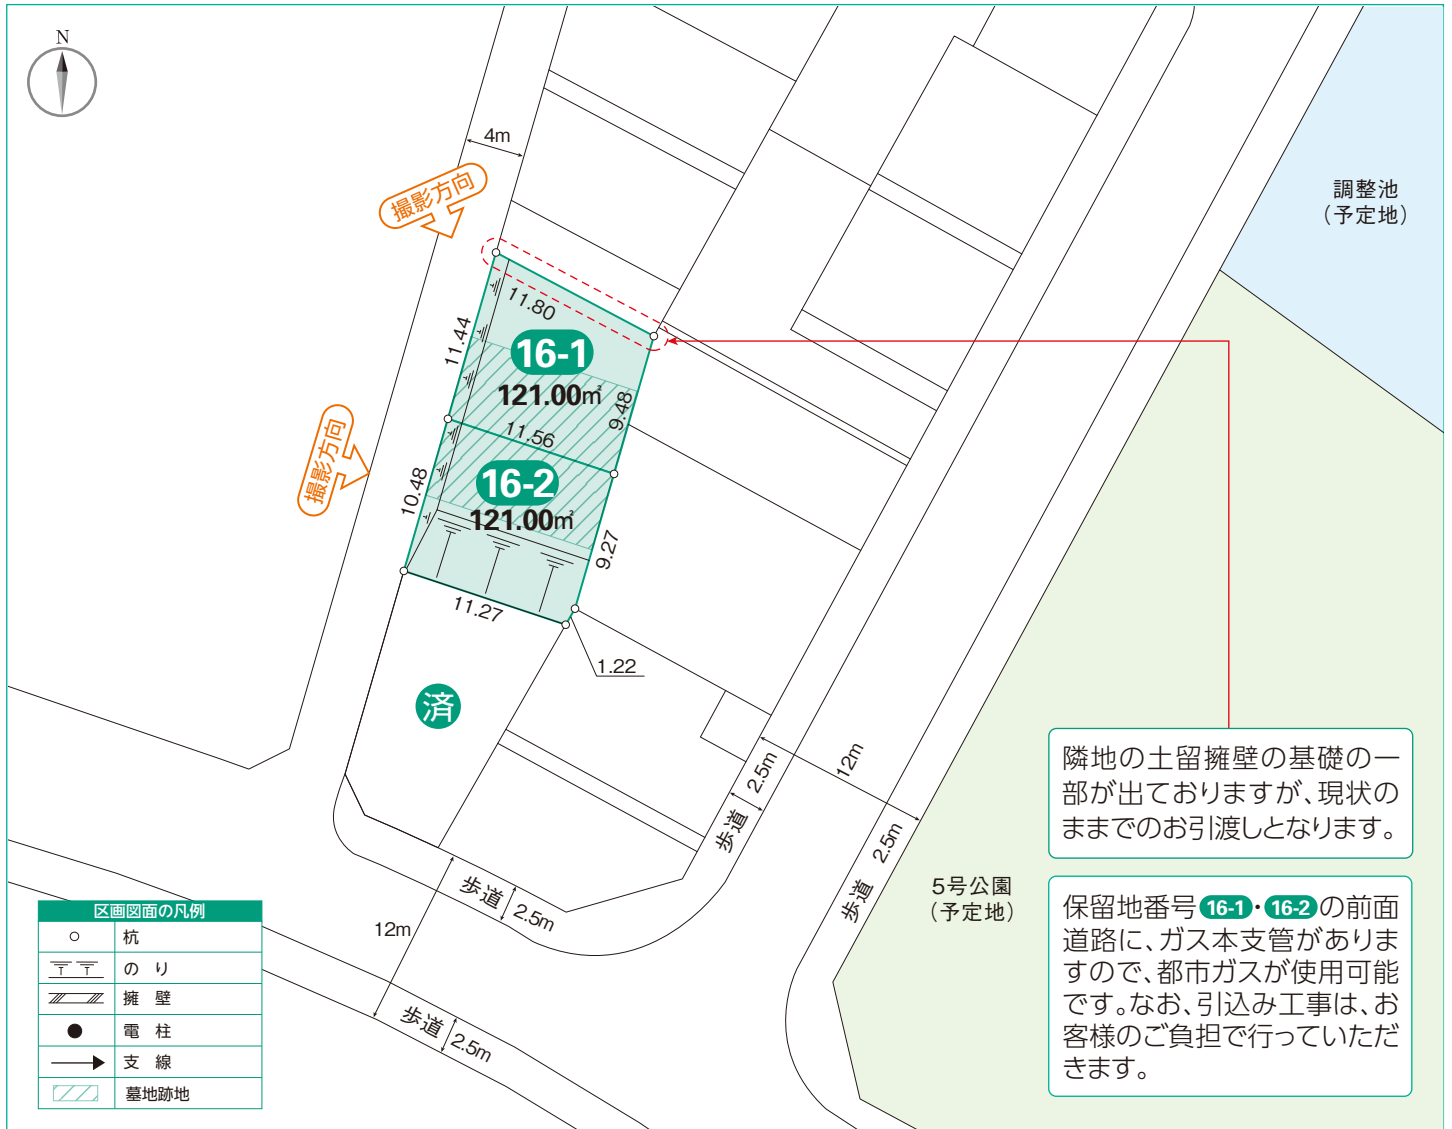 N
4m
撮影方向
調整池
(予定地)
11.80
11.44
16-1
121.00㎡
9.48
11.56
撮影方向
16-2
10.48
121.00㎡
9.27
11.27
1.22
済
12m
2.5m
歩道
2.5m
歩道
隣地の土留擁壁の基礎の一
部が出ておりますが、現状の
ままでのお引渡しとなります。
5号公園
(予定地)
保留地番号16-1・16-2の前面
道路に、ガス本支管がありま
すので、都市ガスが使用可能
です。なお、引込み工事は、お
客様のご負担で行っていただ
きます。
歩道
2.5m
12m
歩道
2.5m
区画図面の凡例
杭
のり
擁壁
電柱
支線
墓地跡地